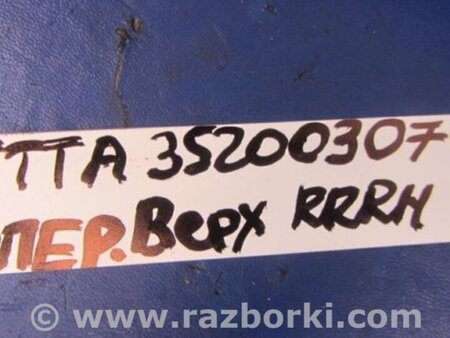 TTA 35200307
ПЕР. Верх RRRH
© www.razborki.com